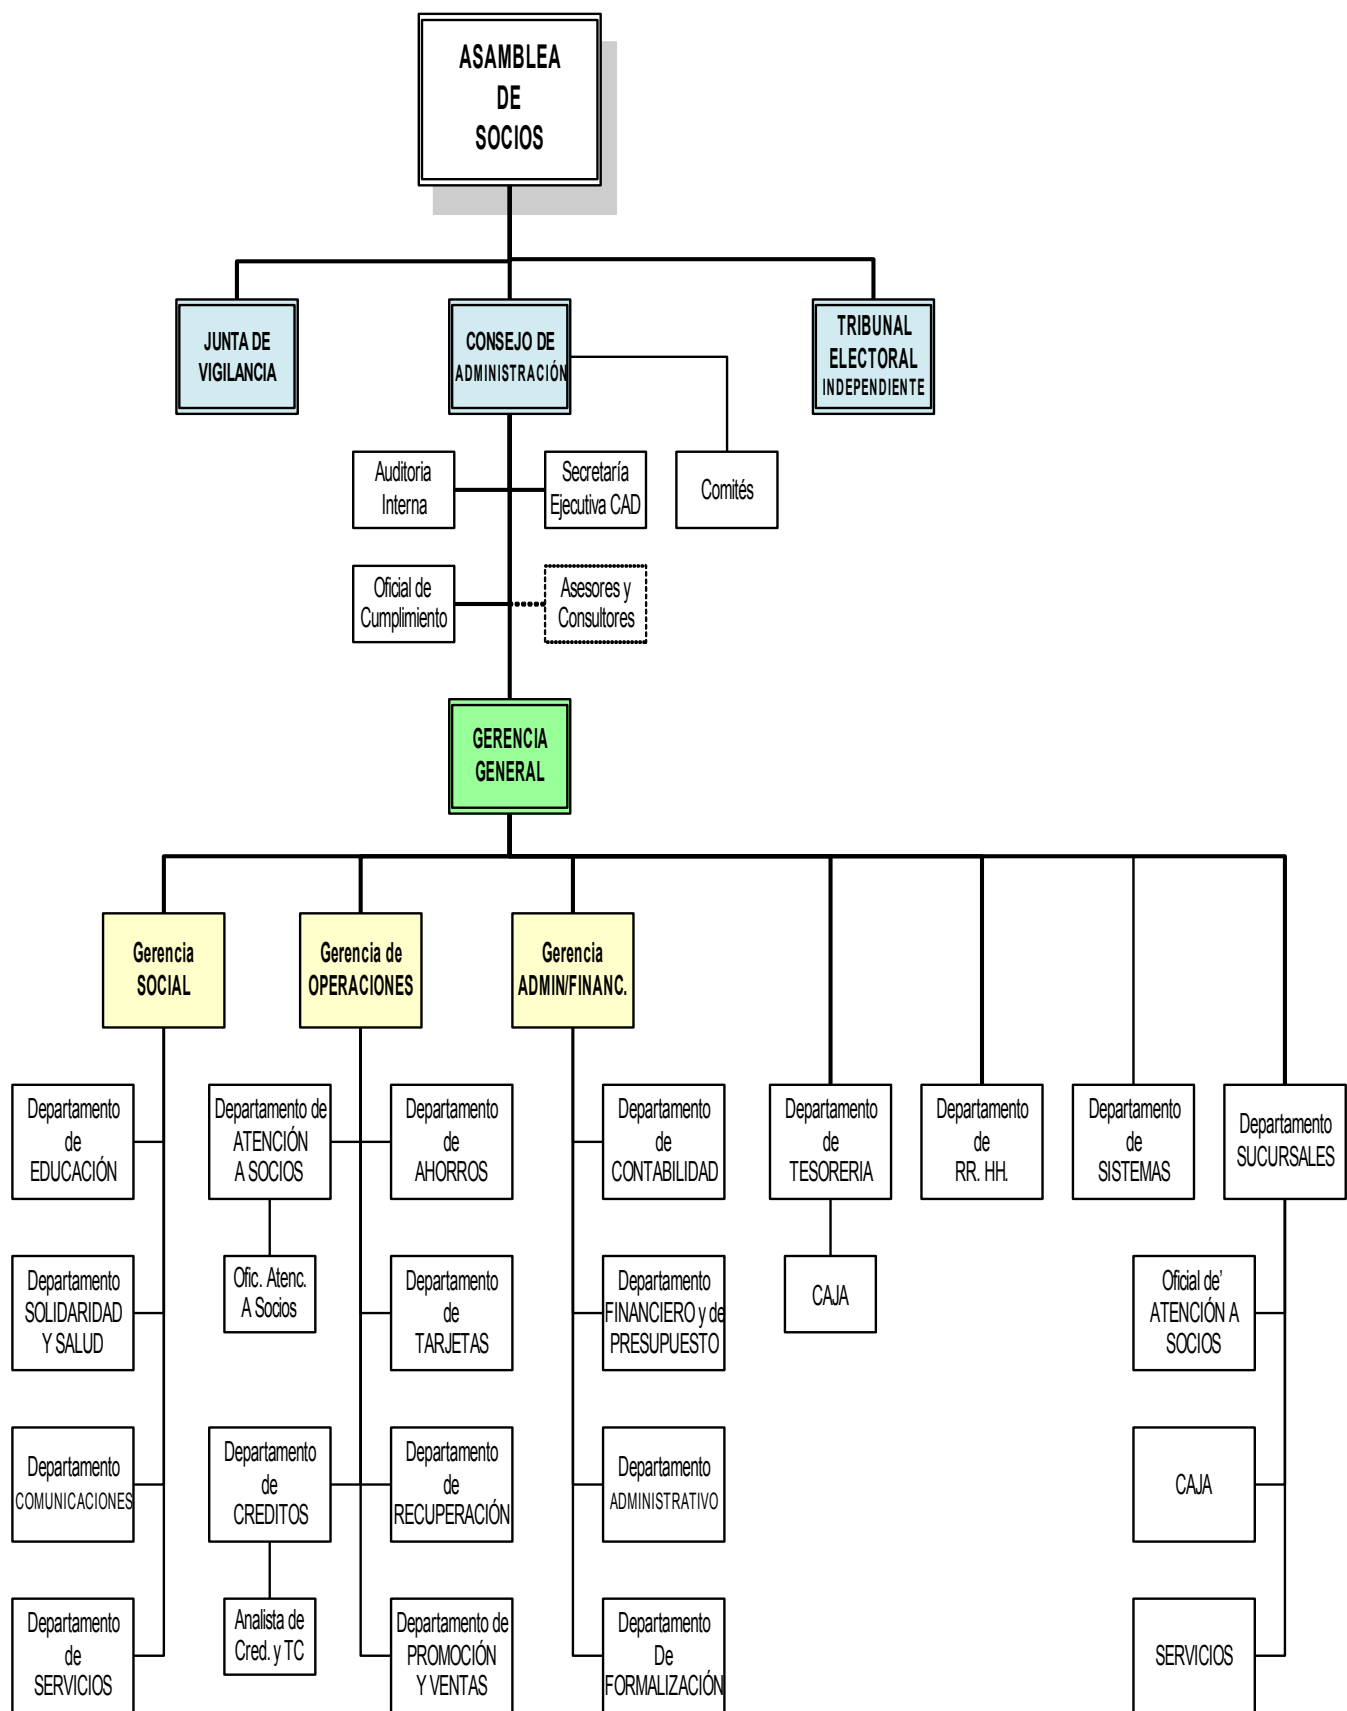 ASAMBLEA
DE
SOCIOS
JUNTA DE
VIGILANCIA
CONSEJO DE
ADMINISTRACIÓN
TRIBUNAL
ELECTORAL
INDEPENDIENTE
Auditoria
Interna
Secretaría
Ejecutiva CAD
Comités
Oficial de
Cumplimiento
Asesores y
Consultores
GERENCIA
GENERAL
Gerencia
SOCIAL
Gerencia de
OPERACIONES
Gerencia
ADMIN/FINANC.
Departamento
de
EDUCACIÓN
Departamento de
ATENCIÓN
A SOCIOS
Departamento
de
AHORROS
Departamento
de
CONTABILIDAD
Departamento
de
TESORERIA
Departamento
de
RR. HH.
Departamento
de
SISTEMAS
Departamento
SUCURSALES
Departamento
SOLIDARIDAD
Y SALUD
Ofic. Atenc.
A Socios
Departamento
de
TARJETAS
Departamento
FINANCIERO y de
PRESUPUESTO
CAJA
Oficial de'
ATENCIÓN A
SOCIOS
Departamento
COMUNICACIONES
Departamento
de
CREDITOS
Departamento
de
RECUPERACIÓN
Departamento
ADMINISTRATIVO
CAJA
Departamento
de
SERVICIOS
Analista de
Cred. y TC
Departamento de
PROMOCIÓN
Y VENTAS
Departamento
De
FORMALIZACIÓN
SERVICIOS